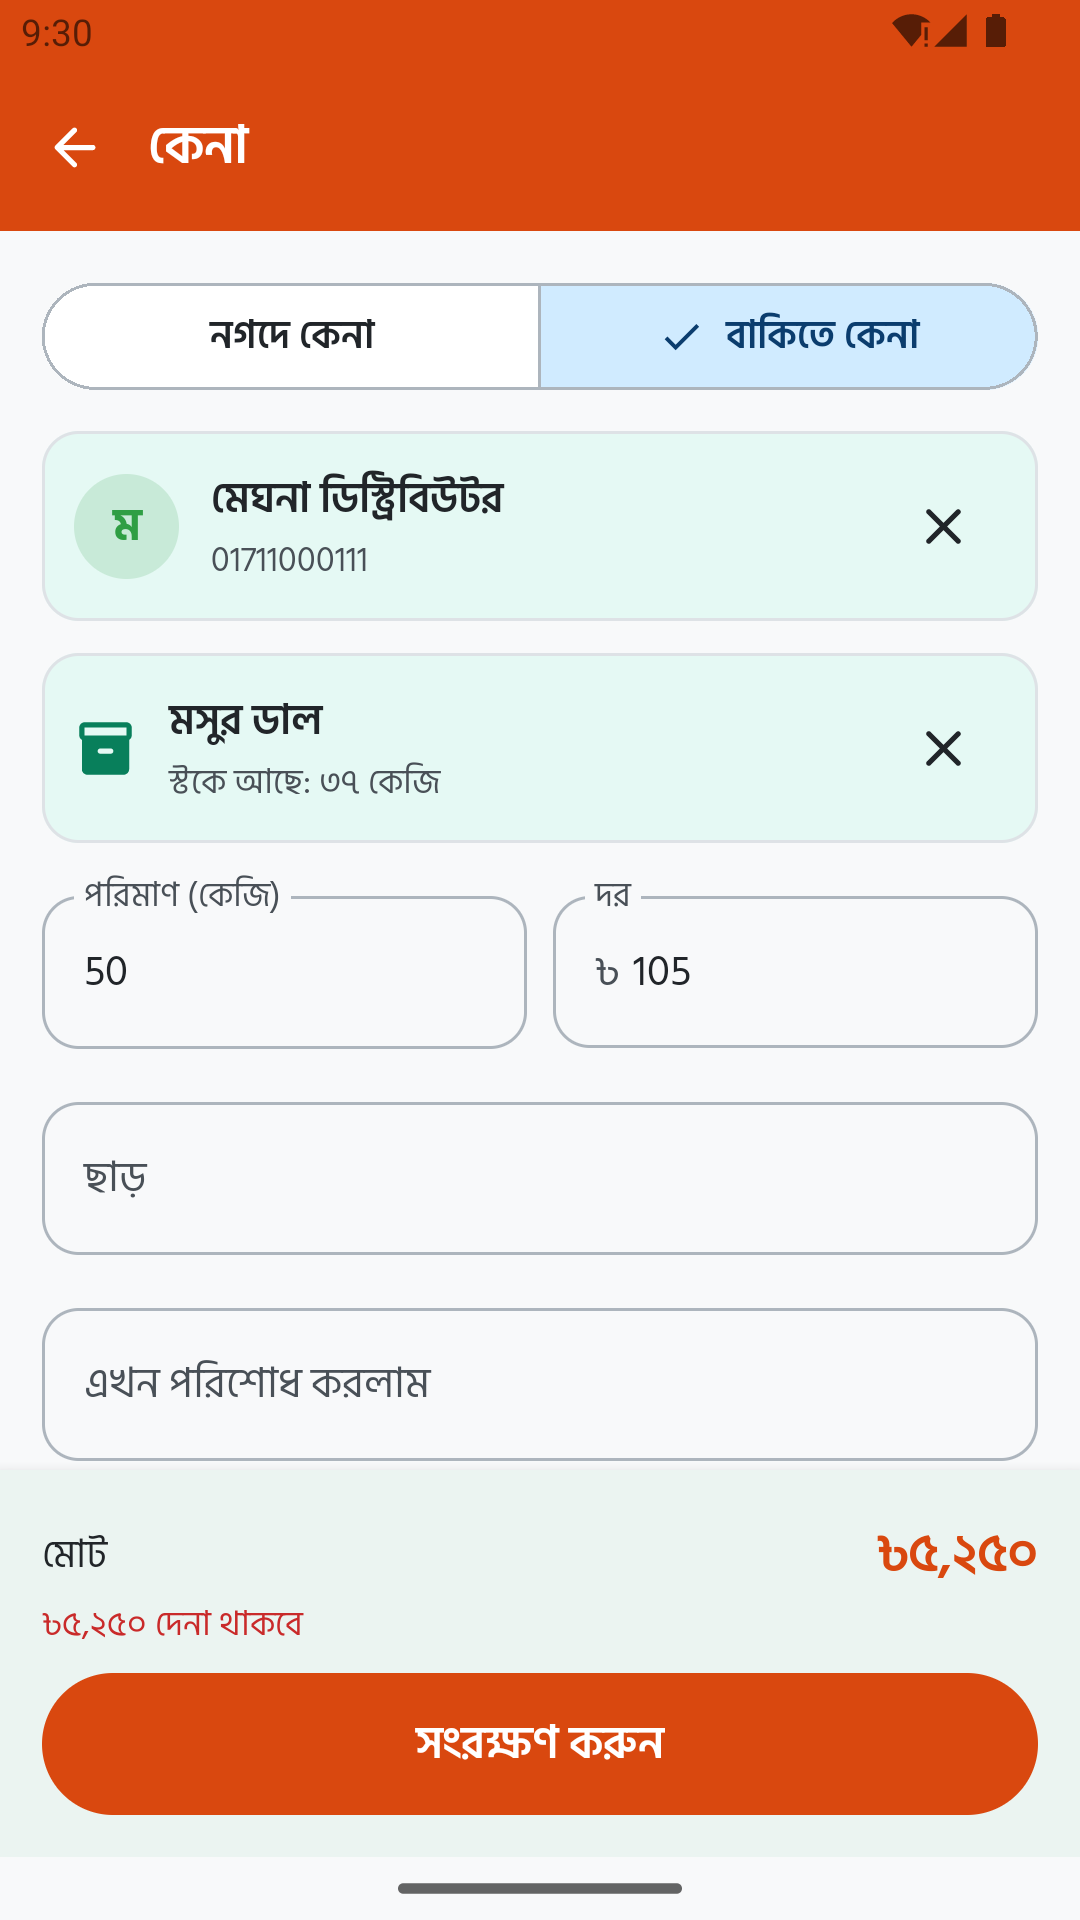 9:30
কেনা
নগদে কেনা
বাকিতে কেনা
ম
মেঘনা ডিস্ট্রিবিউটর
01711000111
মসুর ডাল
স্টকে আছে: ৩৭ কেজি
পরিমাণ (কেজি)
দর
50
৳ 105
ছাড়
এখন পরিশোধ করলাম
মোট
৳৫,২৫০
৳৫,২৫০ দেনা থাকবে
সংরক্ষণ করুন